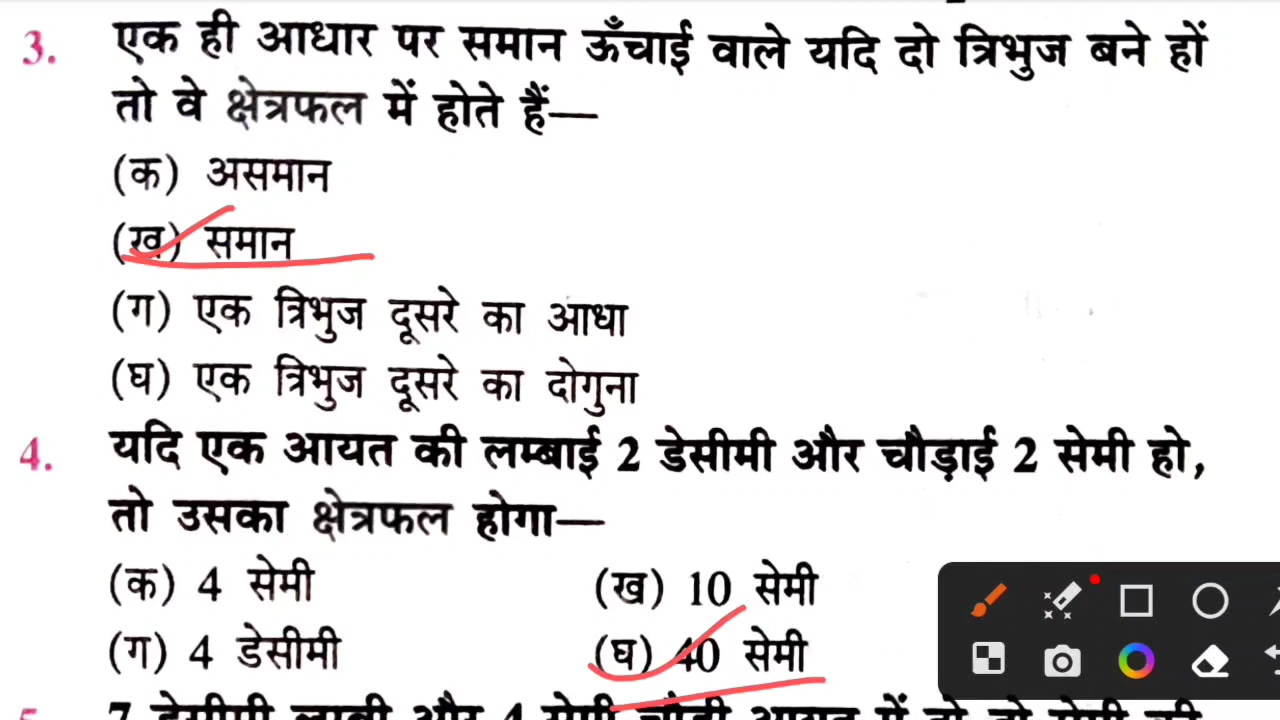 3. एक ही आधार पर समान ऊँचाई वाले यदि दो त्रिभुज बने हों
तो वे क्षेत्रफल में होते हैं—
(क) असमान
(ख) समान
(ग) एक त्रिभुज दूसरे का आधा
(घ) एक त्रिभुज दूसरे का दोगुना
4. यदि एक आयत की लम्बाई 2 डेसीमी और चौड़ाई 2 सेमी हो,
तो उसका क्षेत्रफल होगा—
(क) 4 सेमी (ख) 10 सेमी
(ग) 4 डेसीमी (घ) 40 सेमी